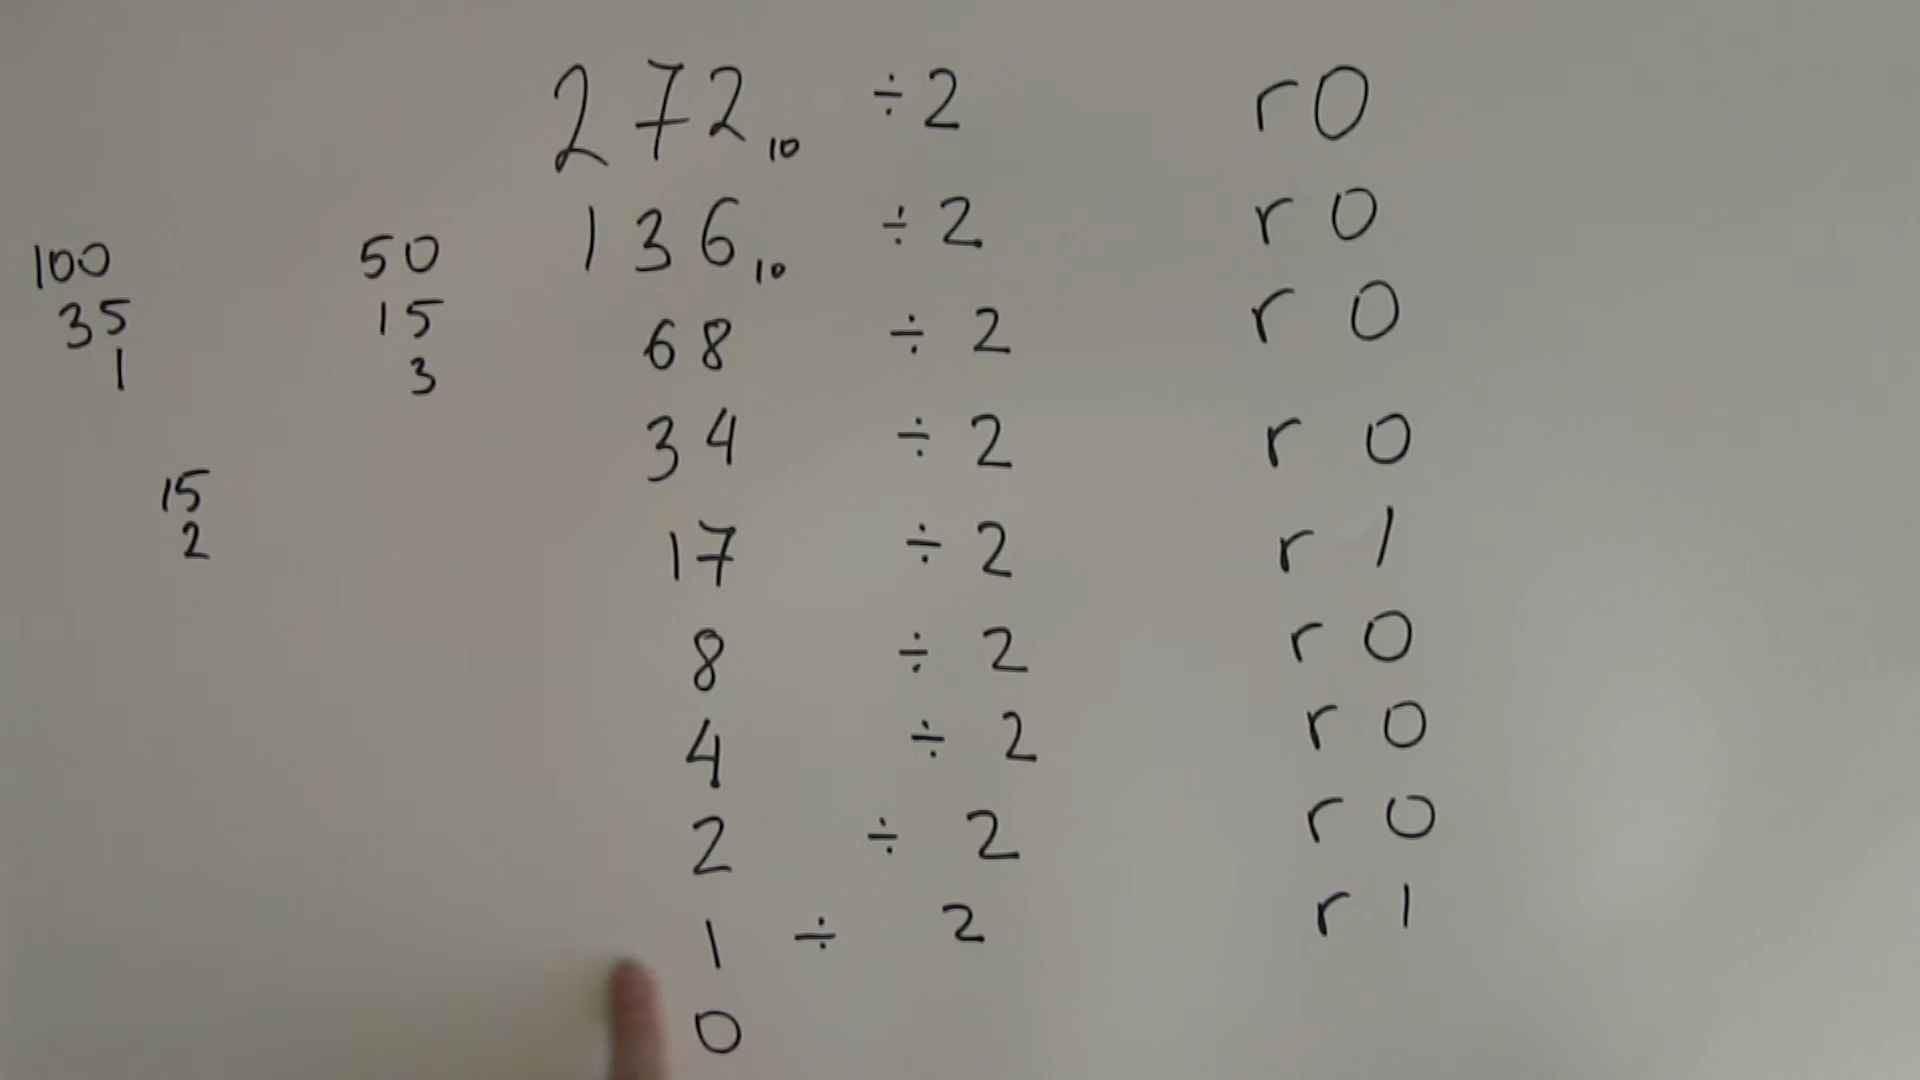 272₁₀ ÷2 r0
136₁₀ ÷2 r 0
68 ÷ 2 r 0
34 ÷ 2 r 0
17 ÷ 2 r 1
8 ÷ 2 r 0
4 ÷ 2 r 0
2 ÷ 2 r 0
1 ÷ 2 r 1
0
100
35
1
50
15
3
15
2